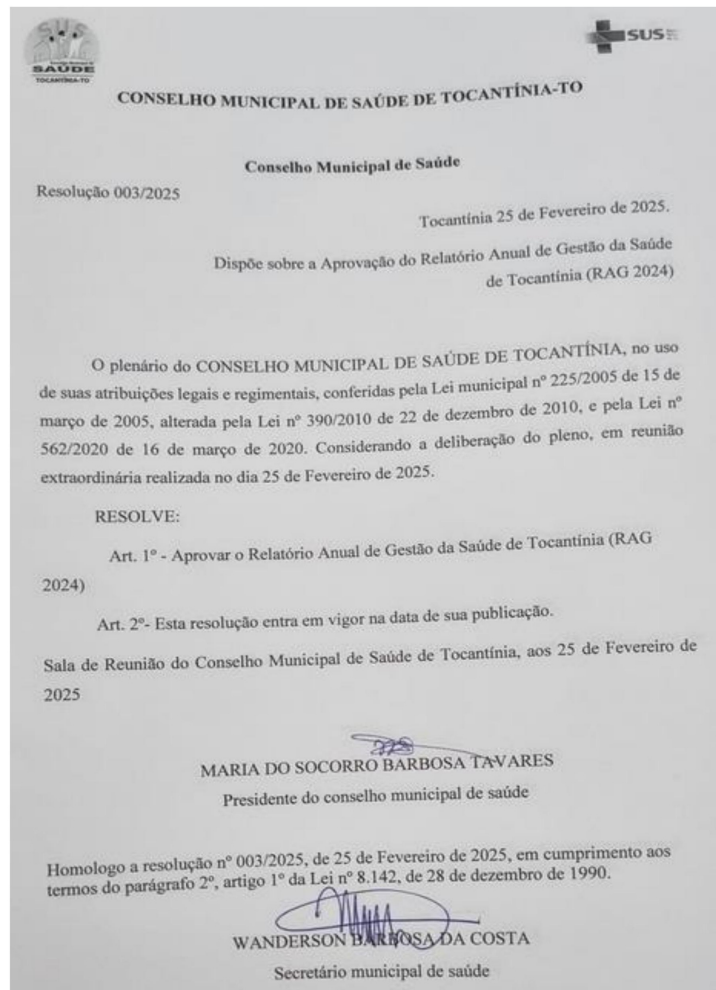 SUS
SAÚDE
TOCANTÍNIA-TO
SUS
CONSELHO MUNICIPAL DE SAÚDE DE TOCANTÍNIA-TO
Conselho Municipal de Saúde
Resolução 003/2025
Tocantínia 25 de Fevereiro de 2025.
Dispõe sobre a Aprovação do Relatório Anual de Gestão da Saúde
de Tocantínia (RAG 2024)
O plenário do CONSELHO MUNICIPAL DE SAÚDE DE TOCANTÍNIA, no uso
de suas atribuições legais e regimentais, conferidas pela Lei municipal nº 225/2005 de 15 de
março de 2005, alterada pela Lei nº 390/2010 de 22 de dezembro de 2010, e pela Lei nº
562/2020 de 16 de março de 2020. Considerando a deliberação do pleno, em reunião
extraordinária realizada no dia 25 de Fevereiro de 2025.
RESOLVE:
Art. 1º - Aprovar o Relatório Anual de Gestão da Saúde de Tocantínia (RAG
2024)
Art. 2º- Esta resolução entra em vigor na data de sua publicação.
Sala de Reunião do Conselho Municipal de Saúde de Tocantínia, aos 25 de Fevereiro de
2025
MARIA DO SOCORRO BARBOSA TAVARES
Presidente do conselho municipal de saúde
Homologo a resolução nº 003/2025, de 25 de Fevereiro de 2025, em cumprimento aos
termos do parágrafo 2º, artigo 1º da Lei nº 8.142, de 28 de dezembro de 1990.
WANDERSON BARBOSA DA COSTA
Secretário municipal de saúde